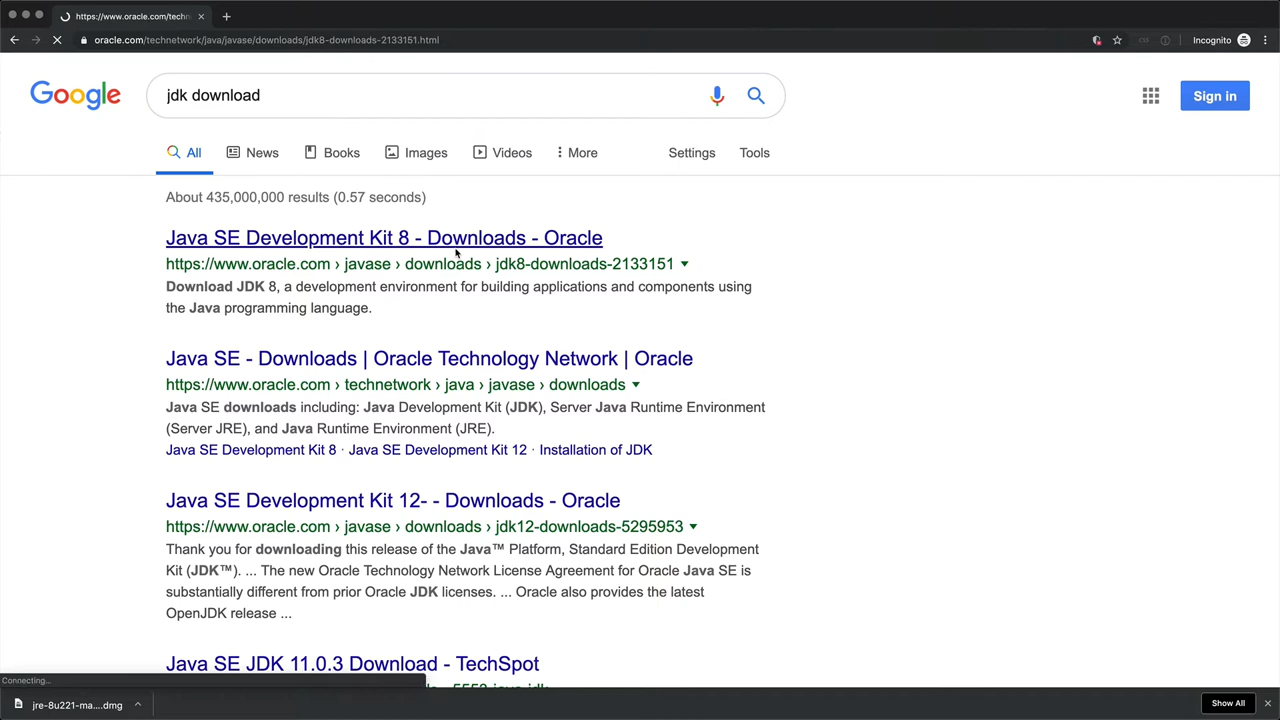 https://www.oracle.com/techn
oracle.com/technetwork/java/javase/downloads/jdk8-downloads-2133151.html
Incognito
Google
jdk download
Sign in
All
News
Books
Images
Videos
More
Settings
Tools
About 435,000,000 results (0.57 seconds)
Java SE Development Kit 8 - Downloads - Oracle
https://www.oracle.com › javase › downloads › jdk8-downloads-2133151
Download JDK 8, a development environment for building applications and components using
the Java programming language.
Java SE - Downloads | Oracle Technology Network | Oracle
https://www.oracle.com › technetwork › java › javase › downloads
Java SE downloads including: Java Development Kit (JDK), Server Java Runtime Environment
(Server JRE), and Java Runtime Environment (JRE).
Java SE Development Kit 8 · Java SE Development Kit 12 · Installation of JDK
Java SE Development Kit 12- - Downloads - Oracle
https://www.oracle.com › javase › downloads › jdk12-downloads-5295953
Thank you for downloading this release of the Java™ Platform, Standard Edition Development
Kit (JDK™). ... The new Oracle Technology Network License Agreement for Oracle Java SE is
substantially different from prior Oracle JDK licenses. ... Oracle also provides the latest
OpenJDK release ...
Java SE JDK 11.0.3 Download - TechSpot
Connecting...
jre-8u221-ma....dmg
Show All